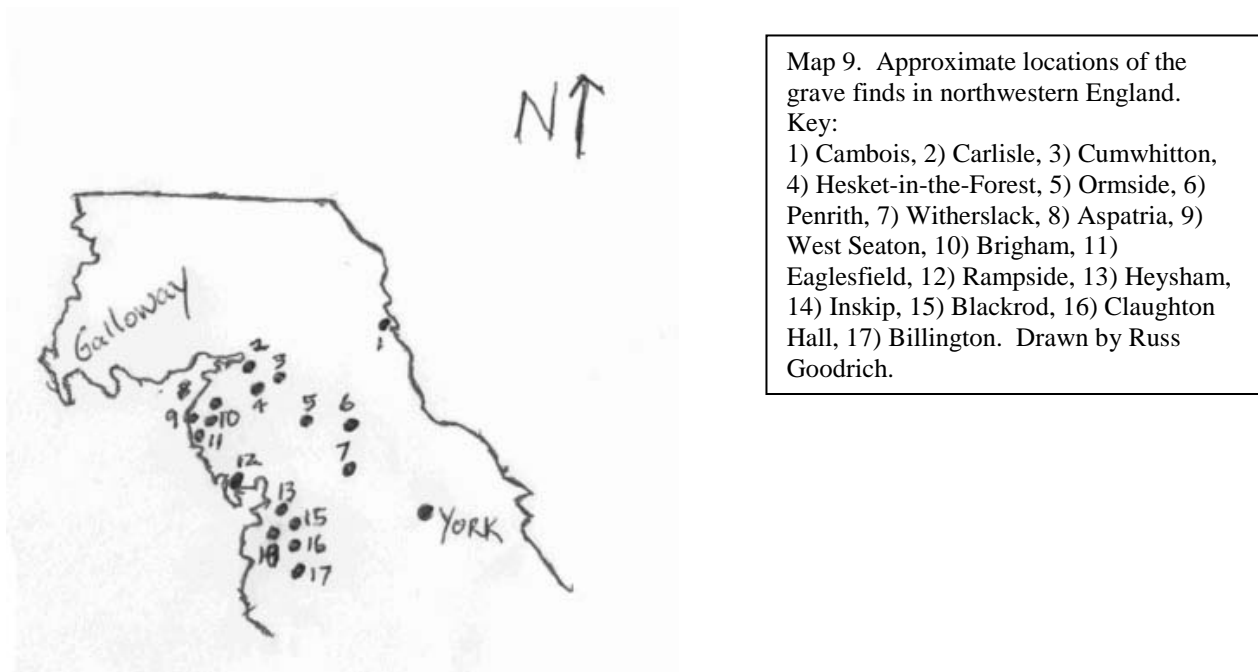 N
Map 9. Approximate locations of the
grave finds in northwestern England.
Key:
1) Cambois, 2) Carlisle, 3) Cumwhitton,
4) Hesket-in-the-Forest, 5) Ormside, 6)
Penrith, 7) Witherslack, 8) Aspatria, 9)
West Seaton, 10) Brigham, 11)
Eaglesfield, 12) Rampside, 13) Heysham,
14) Inskip, 15) Blackrod, 16) Claughton
Hall, 17) Billington. Drawn by Russ
Goodrich.
Galloway
1
2
3
8
4
9
10
5
6
11
7
12
13
15
YORK
16
17